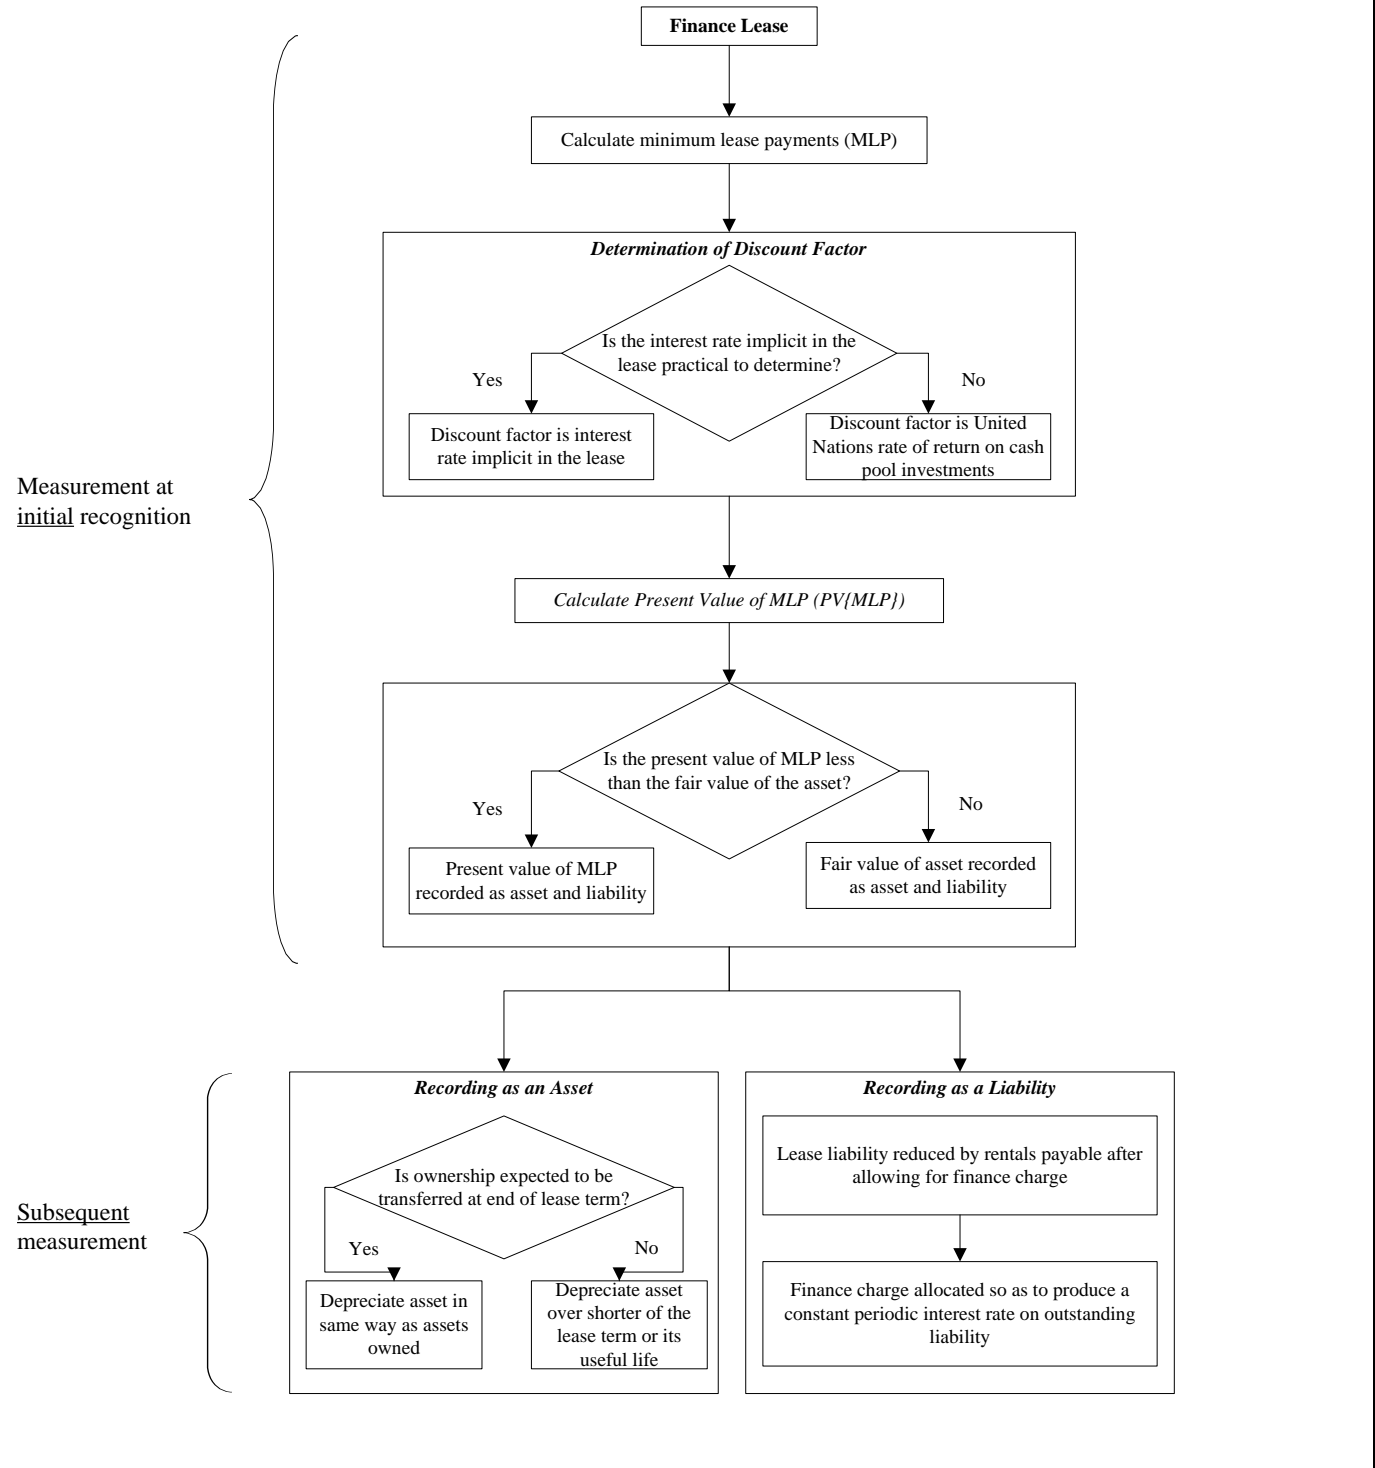 Finance Lease
Calculate minimum lease payments (MLP)
Determination of Discount Factor
Is the interest rate implicit in the
lease practical to determine?
Yes
No
Discount factor is interest
rate implicit in the lease
Discount factor is United
Nations rate of return on cash
pool investments
Measurement at
initial recognition
Calculate Present Value of MLP (PV{MLP})
Is the present value of MLP less
than the fair value of the asset?
Yes
No
Present value of MLP
recorded as asset and liability
Fair value of asset recorded
as asset and liability
Recording as an Asset
Is ownership expected to be
transferred at end of lease term?
Yes
No
Depreciate asset in
same way as assets
owned
Depreciate asset
over shorter of the
lease term or its
useful life
Recording as a Liability
Lease liability reduced by rentals payable after
allowing for finance charge
Finance charge allocated so as to produce a
constant periodic interest rate on outstanding
liability
Subsequent
measurement